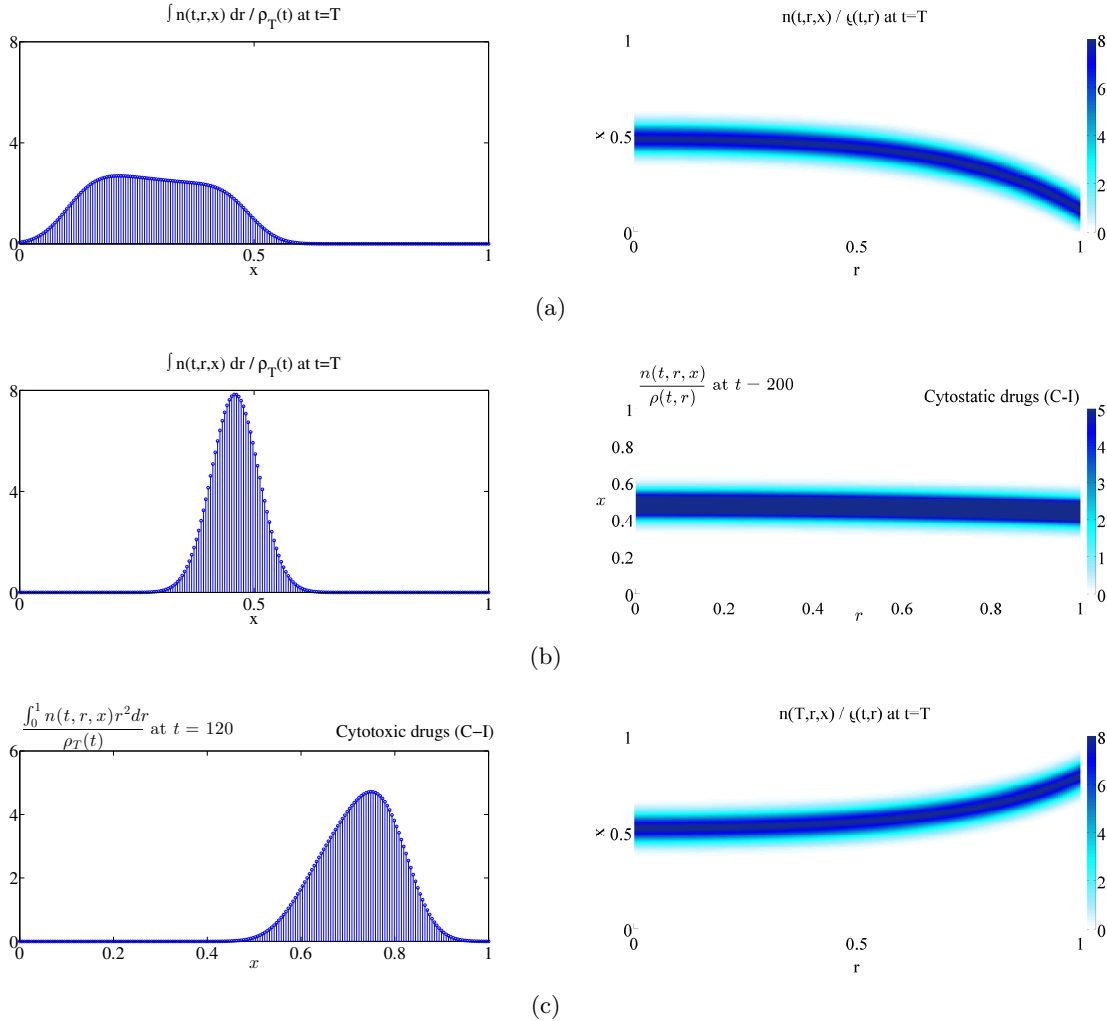 ∫ n(t,r,x) dr / ρ_T(t) at t=T
8
4
0
0 0.5 1
x
n(t,r,x) / ϱ(t,r) at t=T
1
x 0.5
0
0.5 1
r
8
6
4
2
0
(a)
∫ n(t,r,x) dr / ρ_T(t) at t=T
8
4
0
0 0.5 1
x
n(t, r, x)
ρ(t, r)
at t − 200
Cytostatic drugs (C-I)
1
0.8
0.6
x
0.4
0.2
0
0.2 0.4 0.6 0.8 1
r
5
4
3
2
1
0
(b)
∫_0^1 n(t, r, x)r^2dr
ρ_T(t)
at t = 120
Cytotoxic drugs (C−I)
6
4
2
0
0 0.2 0.4 0.6 0.8 1
x
n(T,r,x) / ϱ(t,r) at t=T
1
x 0.5
0
0.5 1
r
8
6
4
2
0
(c)